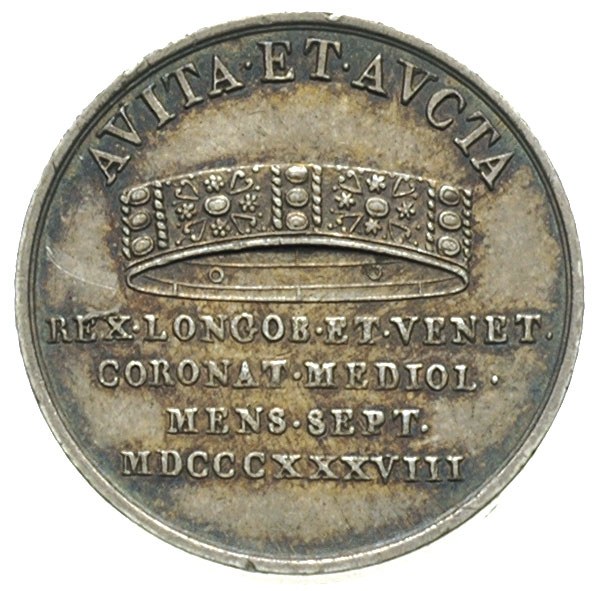 AVITA·ET·AVCTA
REX·LONGOB·ET·VENET.
CORONAT·MEDIOL·
MENS·SEPT.
MDCCCXXXVIII